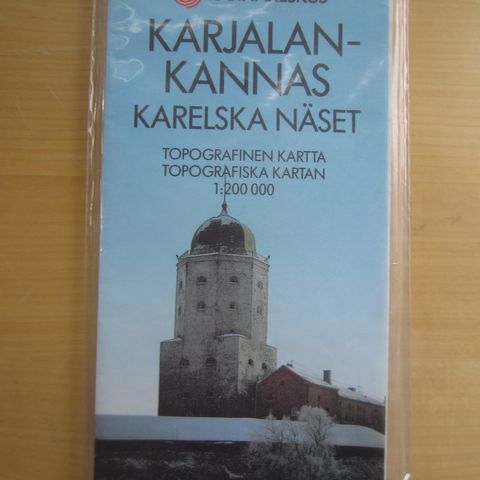 KARJALAN-
KANNAS
KARELSKA NÄSET
TOPOGRAFINEN KARTTA
TOPOGRAFISKA KARTAN
1:200 000